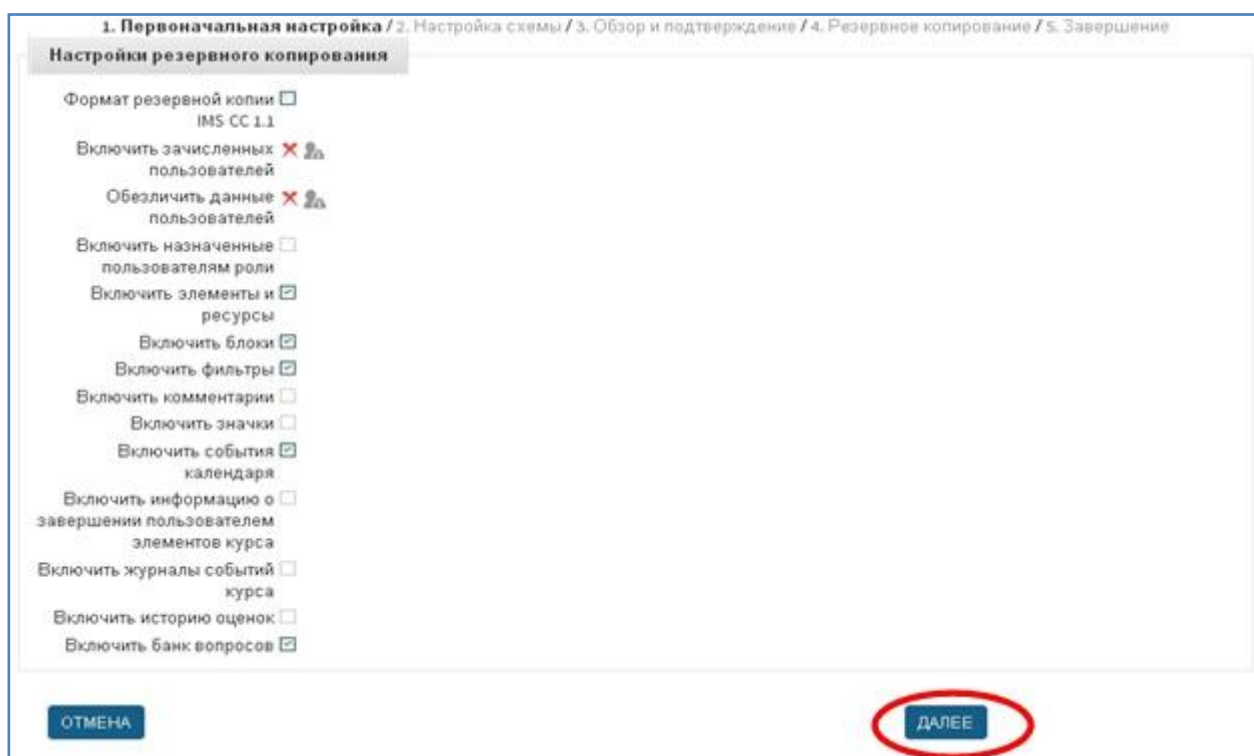 1. Первоначальная настройка / 2. Настройка схемы / 3. Обзор и подтверждение / 4. Резервное копирование / 5. Завершение
Настройки резервного копирования
Формат резервной копии
IMS CC 1.1
Включить зачисленных
пользователей
Обезличить данные
пользователей
Включить назначенные
пользователям роли
Включить элементы и
ресурсы
Включить блоки
Включить фильтры
Включить комментарии
Включить значки
Включить события
календаря
Включить информацию о
завершении пользователем
элементов курса
Включить журналы событий
курса
Включить историю оценок
Включить банк вопросов
ОТМЕНА
ДАЛЕЕ